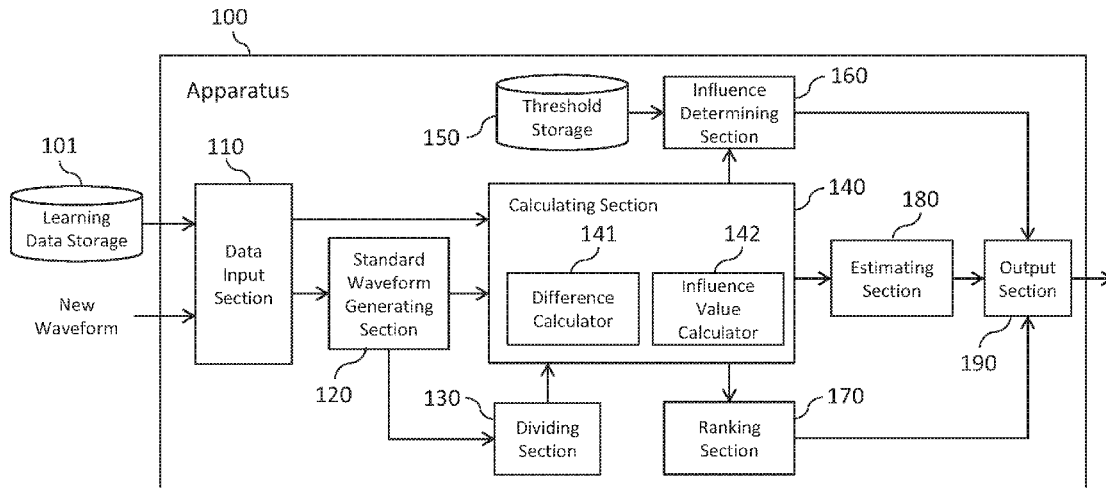 100
Apparatus
160
Threshold
Storage
150
Influence
Determining
Section
101
Learning
Data Storage
110
Data
Input
Section
New
Waveform
Calculating Section
140
141
Difference
Calculator
142
Influence
Value
Calculator
Standard
Waveform
Generating
Section
120
180
Estimating
Section
Output
Section
190
130
Dividing
Section
170
Ranking
Section